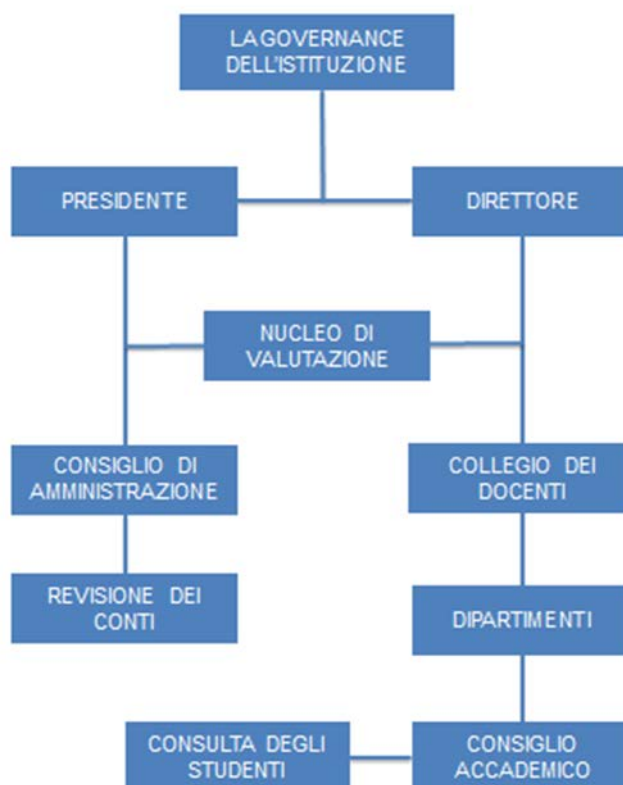 LA GOVERNANCE
DELL'ISTITUZIONE
PRESIDENTE
DIRETTORE
NUCLEO DI
VALUTAZIONE
CONSIGLIO DI
AMMINISTRAZIONE
COLLEGIO DEI
DOCENTI
REVISIONE DEI
CONTI
DIPARTIMENTI
CONSULTA DEGLI
STUDENTI
CONSIGLIO
ACCADEMICO